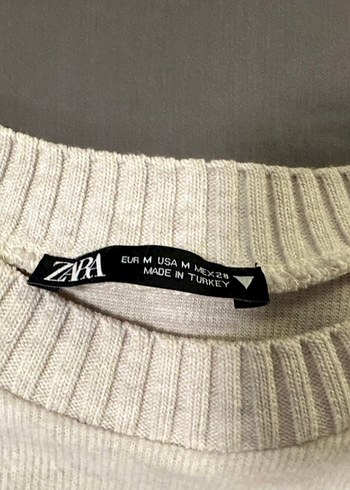 ZARA
EUR M USA M MEX 28
MADE IN TURKEY